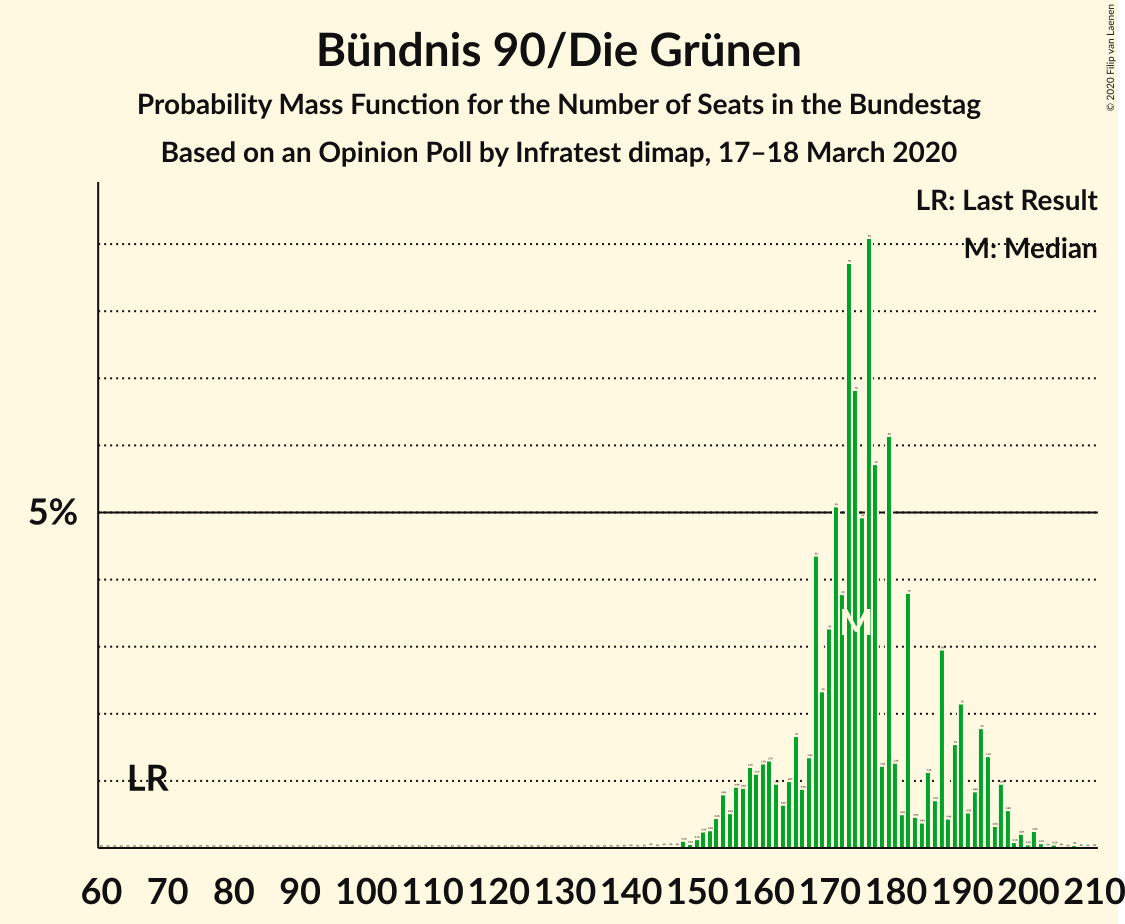 Bündnis 90/Die Grünen
Probability Mass Function for the Number of Seats in the Bundestag
Based on an Opinion Poll by Infratest dimap, 17–18 March 2020
© 2020 Filip van Laenen
LR: Last Result
M: Median
5%
M
LR
60 70 80 90 100 110 120 130 140 150 160 170 180 190 200 210